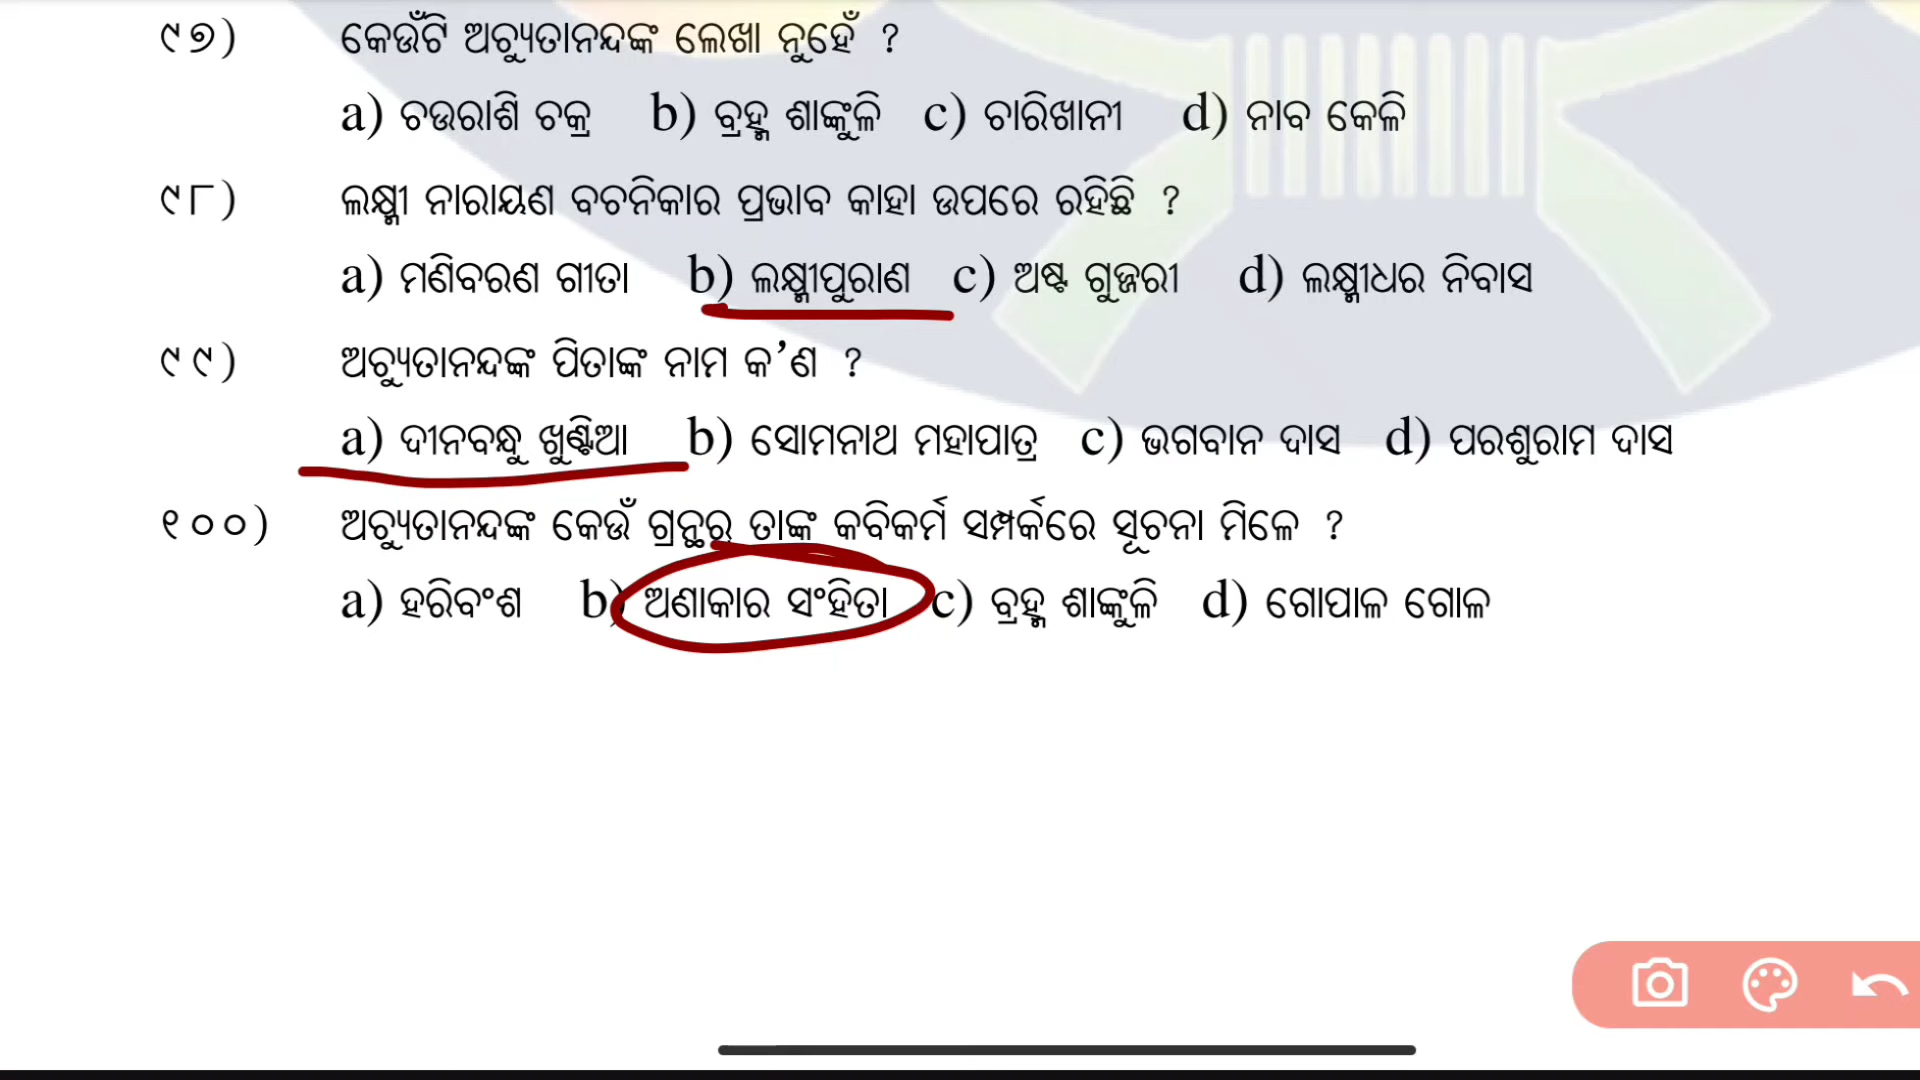 ୯୭) କେଉଁଟି ଅଚ୍ୟୁତାନନ୍ଦଙ୍କ ଲେଖା ନୁହେଁ ?
a) ଚଉରାଶି ଚକ୍ର b) ବ୍ରହ୍ମ ଶାଙ୍କୁଳି c) ଚାରିଖାନୀ d) ନାବ କେଳି
୯୮) ଲକ୍ଷ୍ମୀ ନାରାୟଣ ବଚନିକାର ପ୍ରଭାବ କାହା ଉପରେ ରହିଛି ?
a) ମଣିବରଣ ଗୀତା b) ଲକ୍ଷ୍ମୀପୁରାଣ c) ଅଷ୍ଟ ଗୁଜ୍ଜରୀ d) ଲକ୍ଷ୍ମୀଧର ନିବାସ
୯୯) ଅଚ୍ୟୁତାନନ୍ଦଙ୍କ ପିତାଙ୍କ ନାମ କ’ଣ ?
a) ଦୀନବନ୍ଧୁ ଖୁଣ୍ଟିଆ b) ସୋମନାଥ ମହାପାତ୍ର c) ଭଗବାନ ଦାସ d) ପରଶୁରାମ ଦାସ
୧୦୦) ଅଚ୍ୟୁତାନନ୍ଦଙ୍କ କେଉଁ ଗ୍ରନ୍ଥରୁ ତାଙ୍କ କବିକର୍ମ ସମ୍ପର୍କରେ ସୂଚନା ମିଳେ ?
a) ହରିବଂଶ b) ଅଣାକାର ସଂହିତା c) ବ୍ରହ୍ମ ଶାଙ୍କୁଳି d) ଗୋପାଳ ଗୋଳ